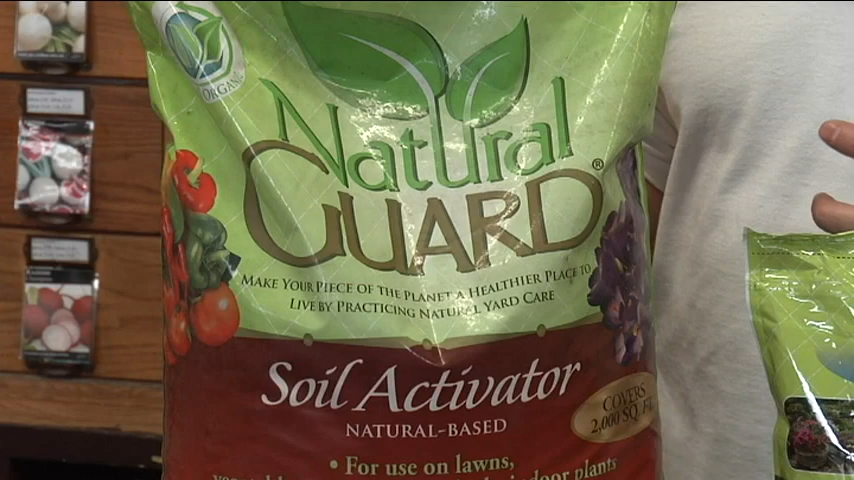 ORGANIC
Natural
GUARD®
MAKE YOUR PIECE OF THE PLANET A HEALTHIER PLACE TO
LIVE BY PRACTICING NATURAL YARD CARE
Soil Activator
NATURAL-BASED
COVERS
2,000 SQ. FT.
• For use on lawns,
indoor plants